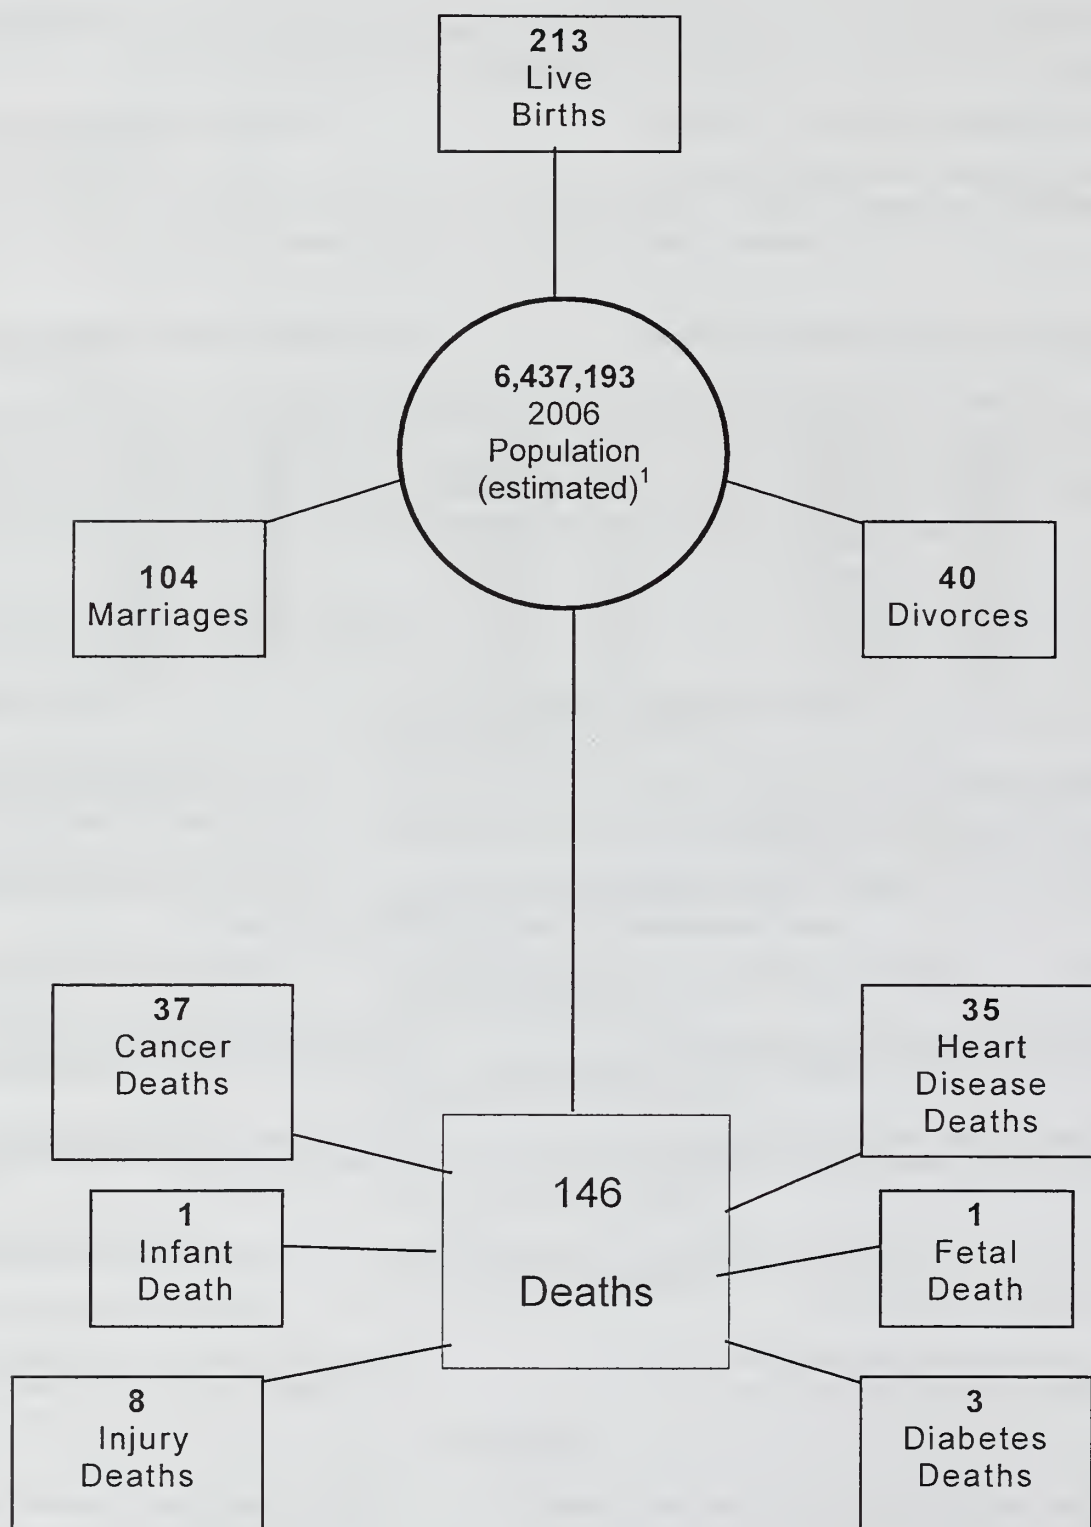 213
Live
Births
6,437,193
2006
Population
(estimated)1
104
Marriages
40
Divorces
37
Cancer
Deaths
35
Heart
Disease
Deaths
146
Deaths
1
Infant
Death
1
Fetal
Death
8
Injury
Deaths
3
Diabetes
Deaths